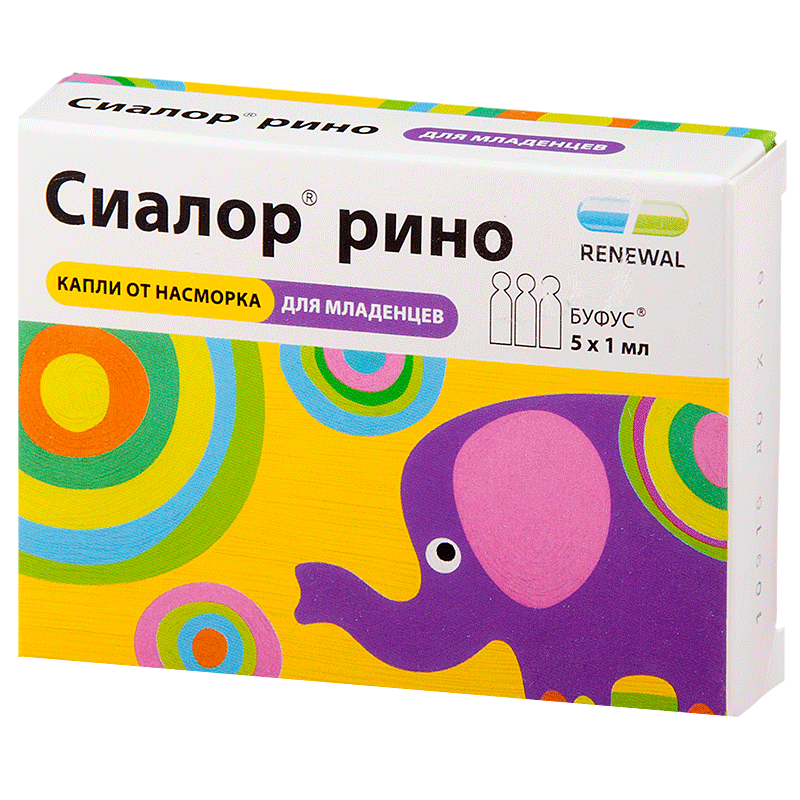 Сиалор® рино
ДЛЯ МЛАДЕНЦЕВ
Сиалор® рино
RENEWAL
КАПЛИ ОТ НАСМОРКА
ДЛЯ МЛАДЕНЦЕВ
БУФУС®
5 х 1 мл